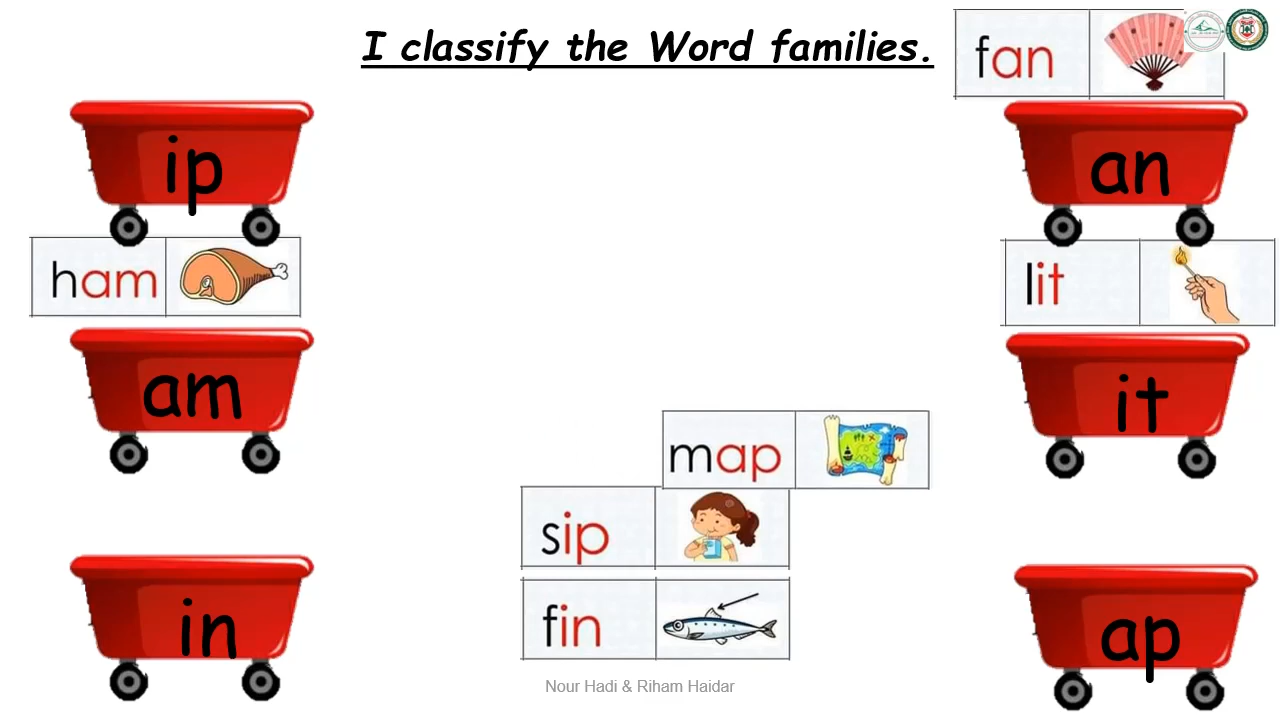 I classify the Word families.
fan
ip
an
ham
lit
am
it
map
sip
fin
in
ap
Nour Hadi & Riham Haidar